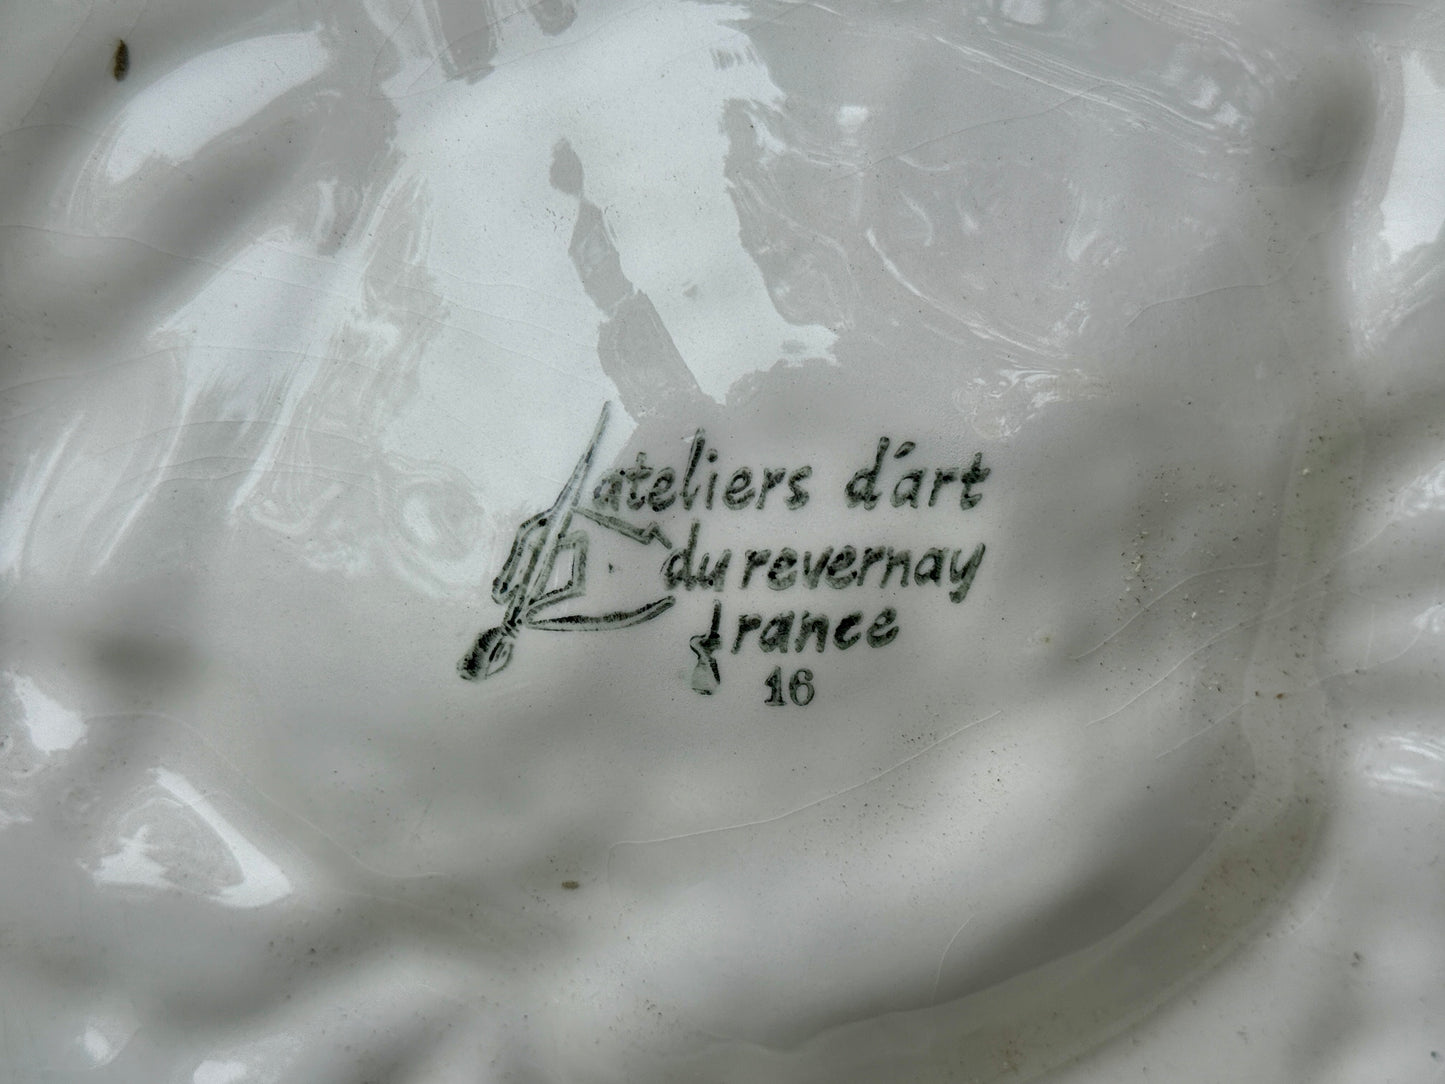 ateliers d'art
du revernay
france
16